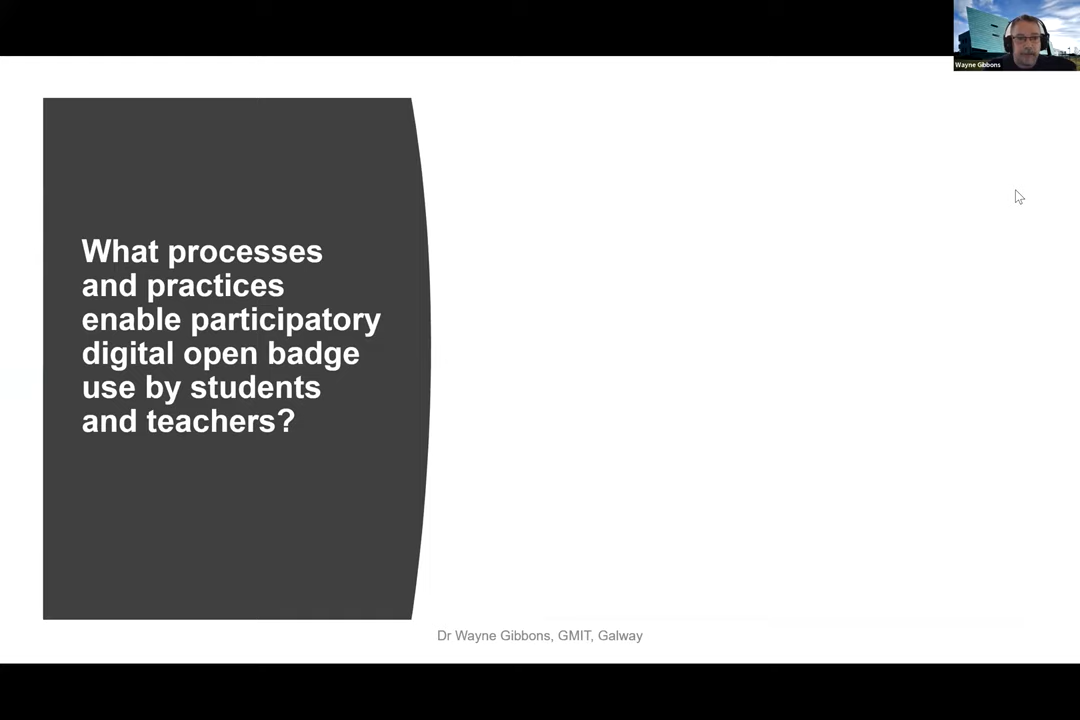 Wayne Gibbons
What processes
and practices
enable participatory
digital open badge
use by students
and teachers?
Dr Wayne Gibbons, GMIT, Galway